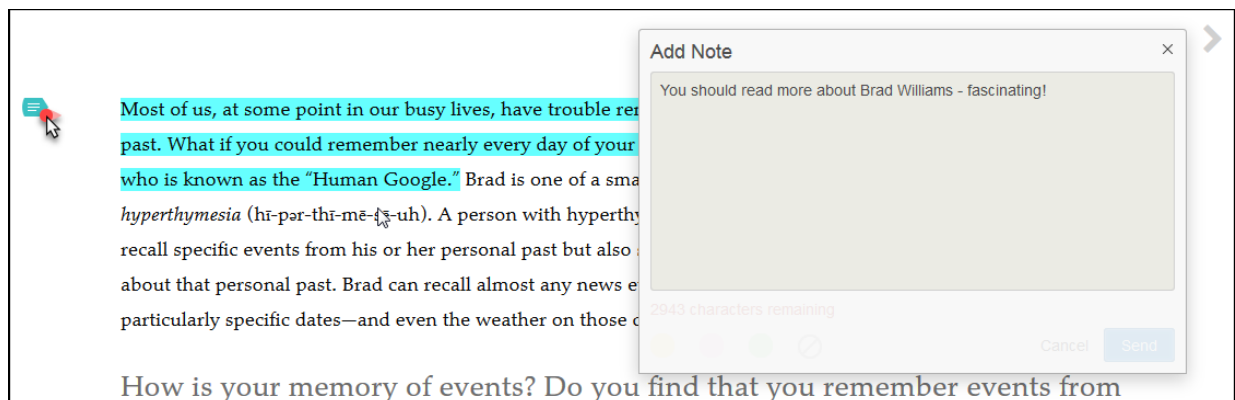 Add Note
You should read more about Brad Williams - fascinating!
2943 characters remaining
Cancel Send
Most of us, at some point in our busy lives, have trouble
past. What if you could remember nearly every day of your
who is known as the “Human Google.” Brad is one of a
hyperthymesia (hī-pər-thī-mē- -uh). A person with
recall specific events from his or her personal past but also
about that personal past. Brad can recall almost any news
particularly specific dates—and even the weather on those
How is your memory of events? Do you find that you remember events from